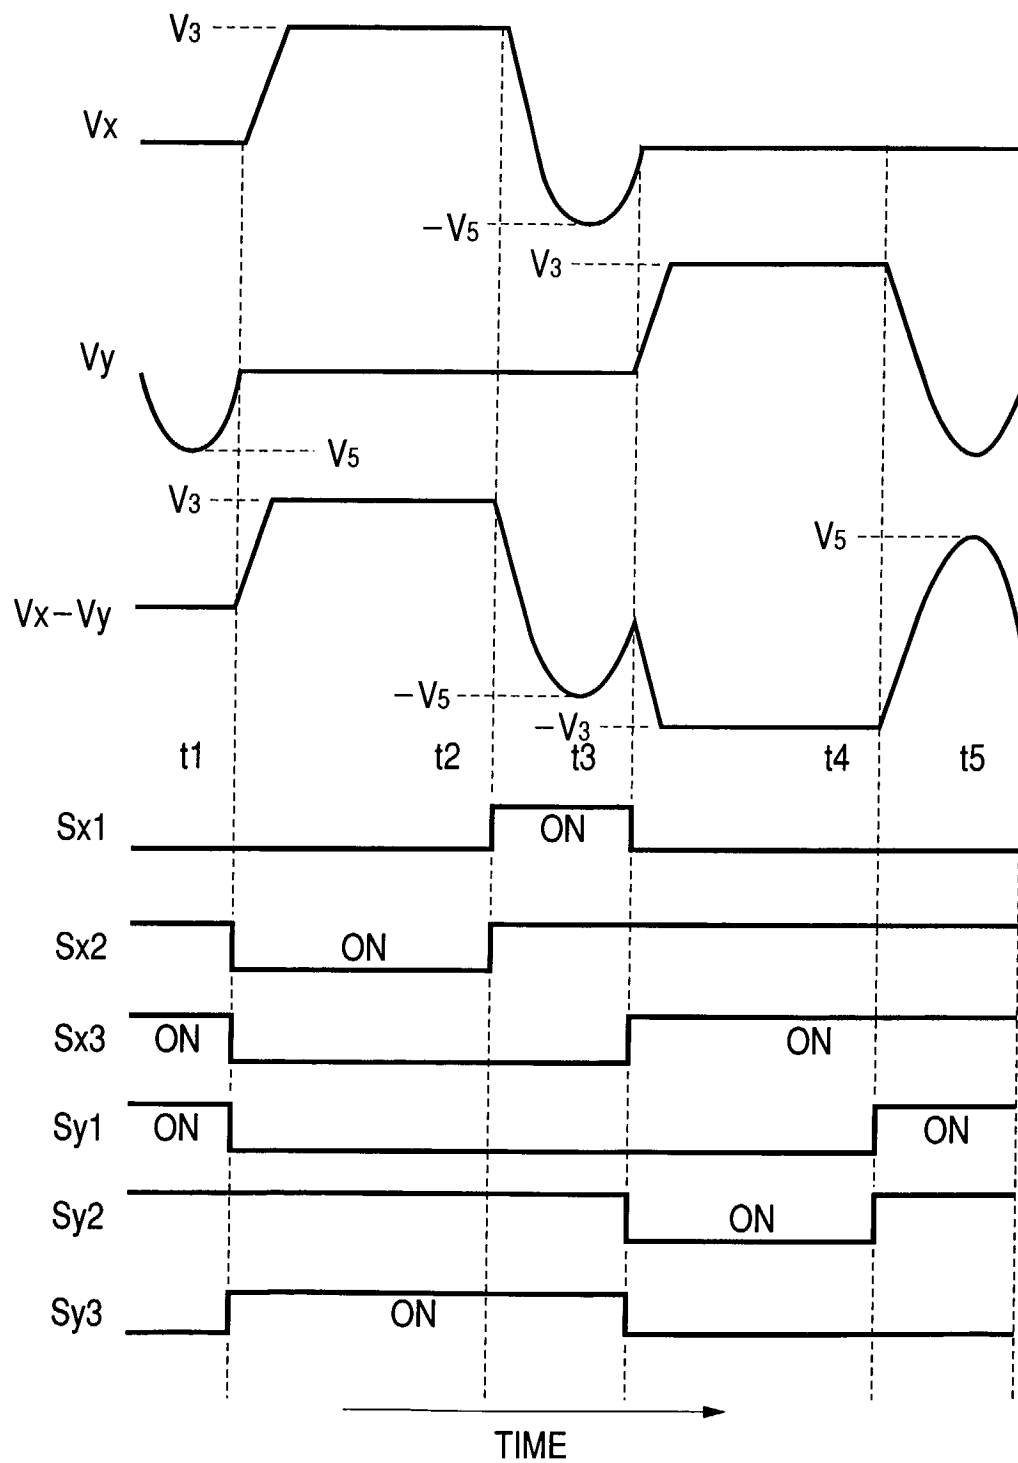 V3
Vx
−V5
V3
Vy
V5
V3
V5
Vx−Vy
−V5
−V3
t1 t2 t3 t4 t5
Sx1 ON
Sx2 ON
Sx3 ON ON
Sy1 ON ON
Sy2 ON
Sy3 ON
TIME